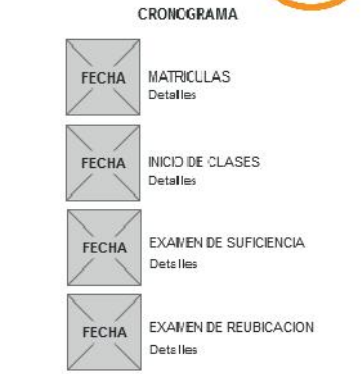 CRONOGRAMA
FECHA
MATRICULAS
Detalles
FECHA
INICIO DE CLASES
Detalles
FECHA
EXAMEN DE SUFICIENCIA
Detalles
FECHA
EXAMEN DE REUBICACION
Detalles